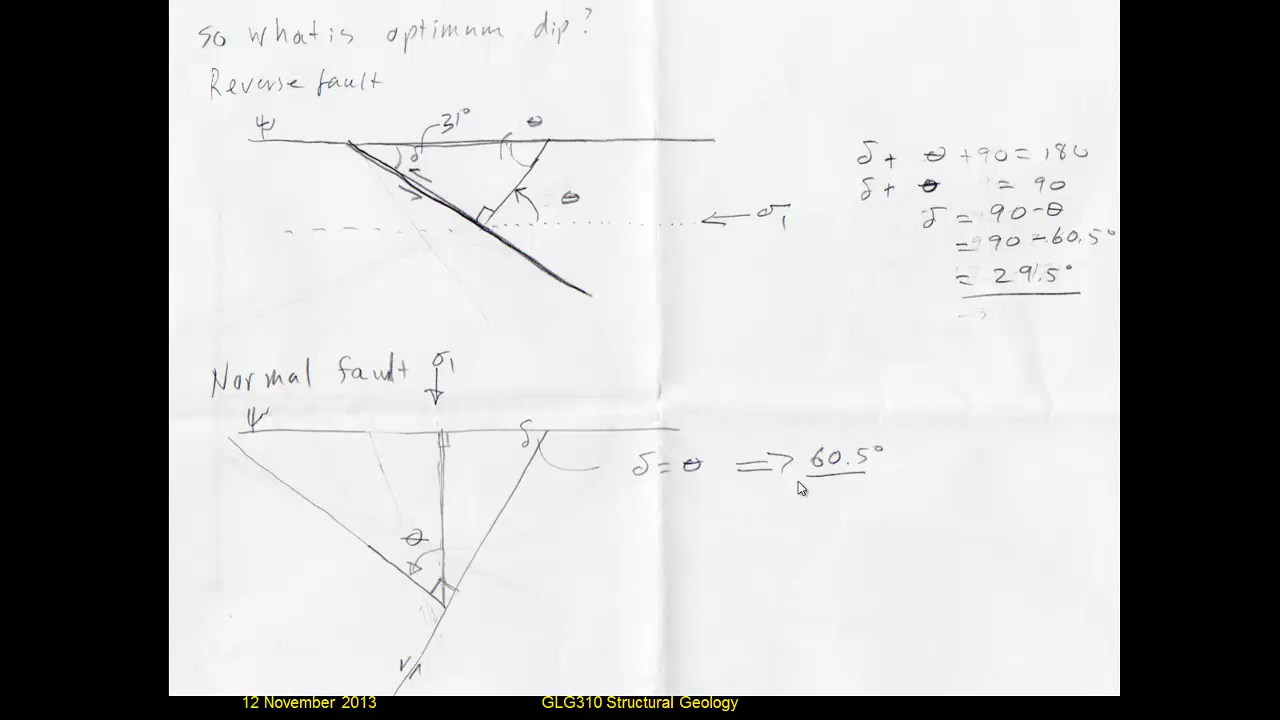 So what is optimum dip?
Reverse fault
ψ
31°
θ
δ
θ
σ1
δ + θ + 90 = 180
δ + θ = 90
δ = 90 - θ
= 90 - 60.5°
= 29.5°
Normal fault
σ1
ψ
δ
δ = θ => 60.5°
θ
12 November 2013
GLG310 Structural Geology